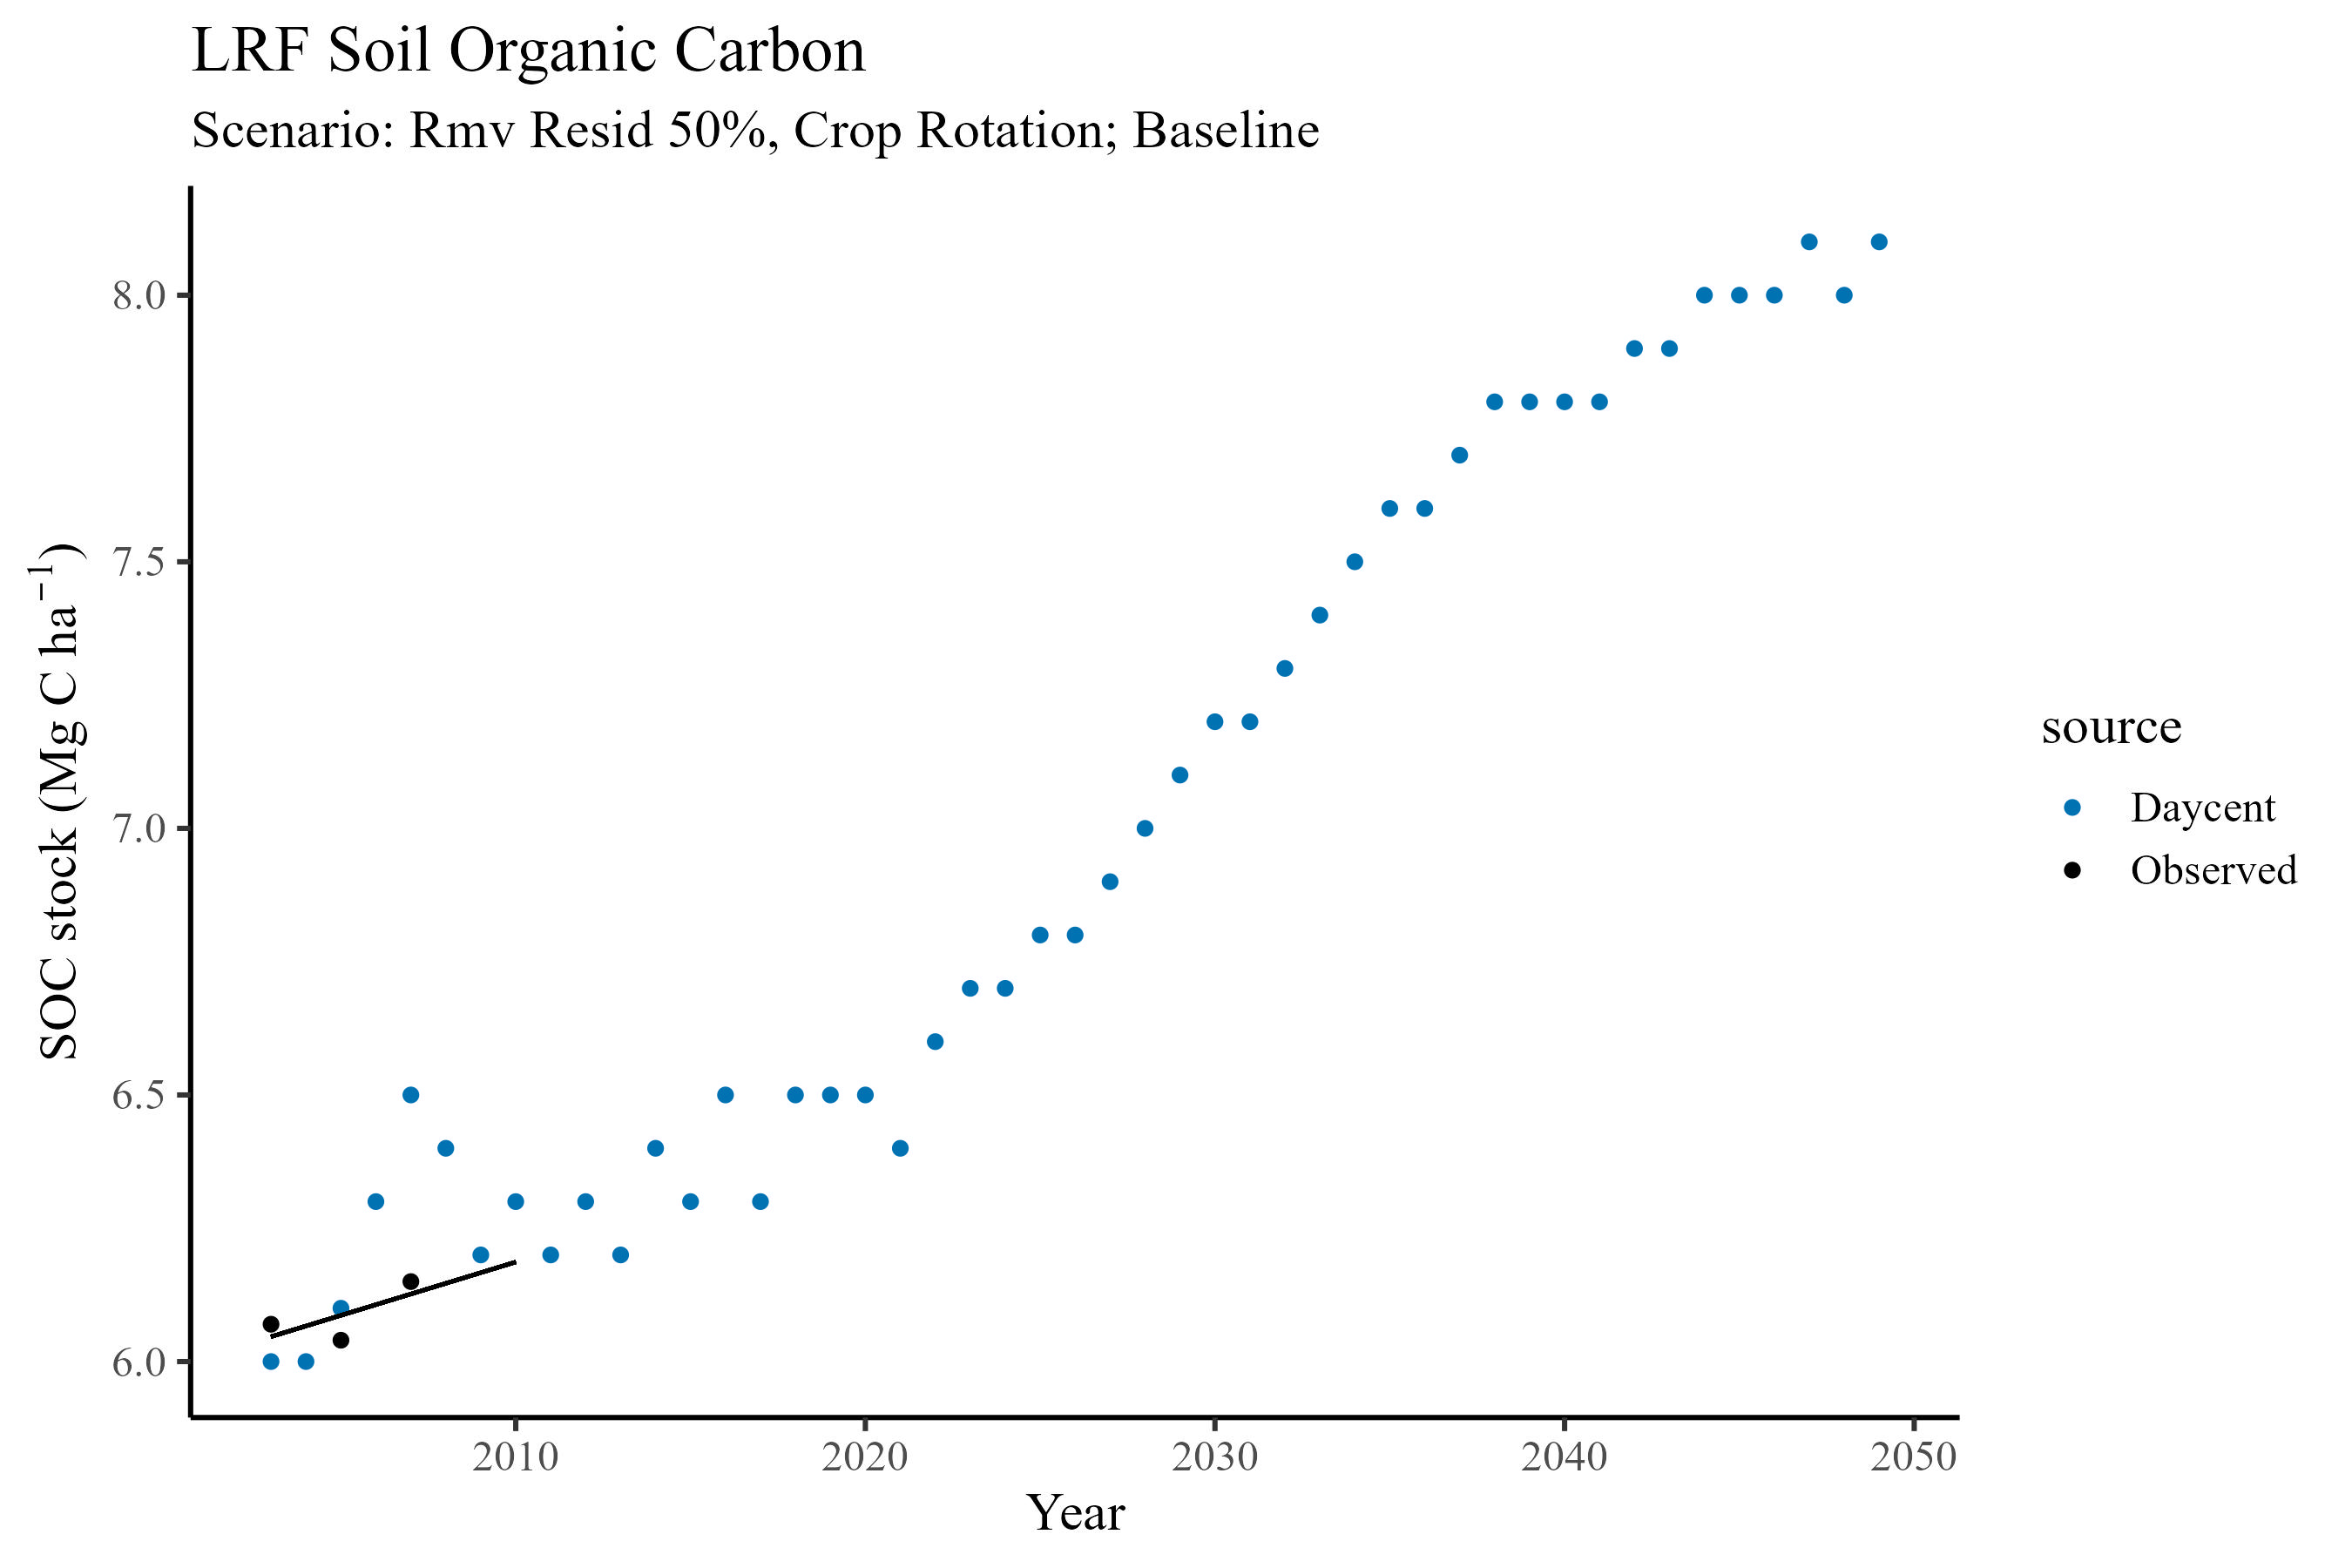 LRF Soil Organic Carbon
Scenario: Rmv Resid 50%, Crop Rotation; Baseline
SOC stock (Mg C ha⁻¹)
8.0
7.5
7.0
6.5
6.0
2010 2020 2030 2040 2050
Year
source
Daycent
Observed